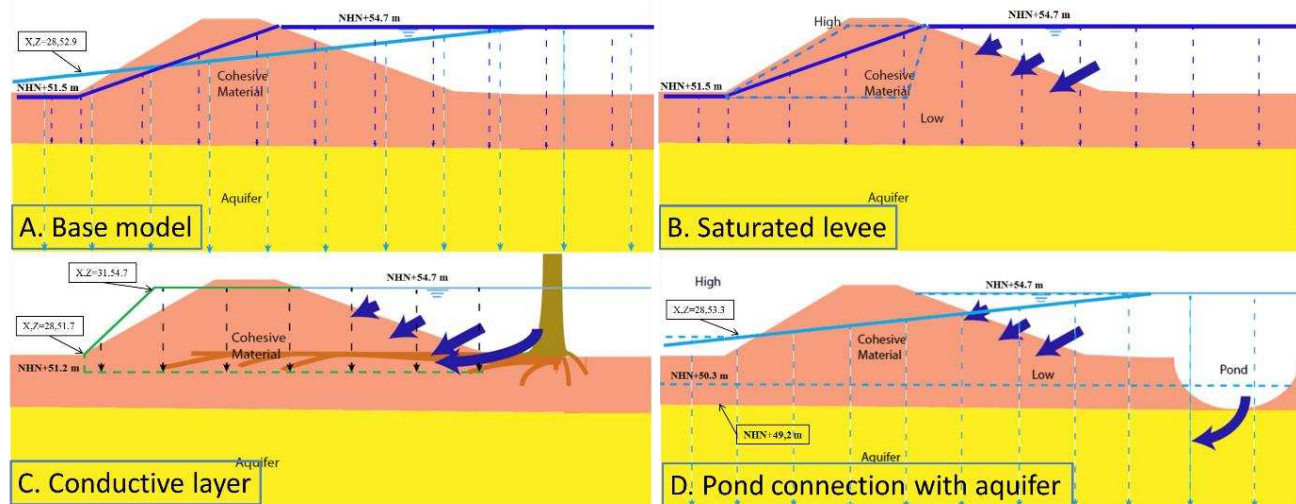 NHN+54.7 m
X,Z=28,52.9
NHN+51.5 m
Cohesive
Material
Aquifer
A. Base model
High
NHN+54.7 m
NHN+51.5 m
Cohesive
Material
Low
Aquifer
B. Saturated levee
X,Z=31,54.7
NHN+54.7 m
X,Z=28,51.7
Cohesive
Material
NHN+51.2 m
Aquifer
C. Conductive layer
High
NHN+54.7 m
X,Z=28,53.3
Cohesive
Material
Low
Pond
NHN+50.3 m
NHN+49,2 m
Aquifer
D. Pond connection with aquifer